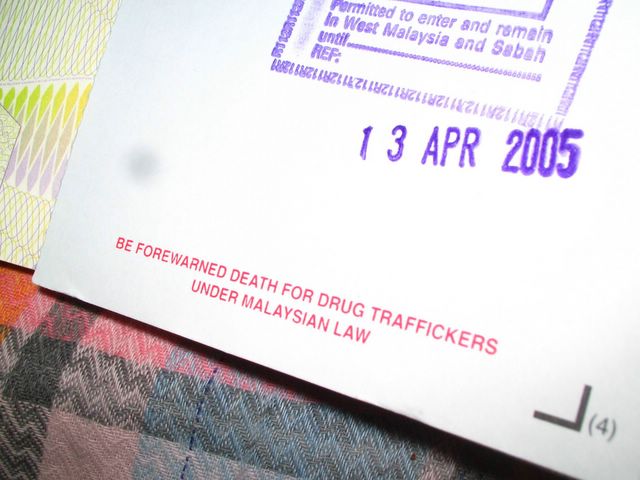 Permitted to enter and remain
in West Malaysia and Sabah
until
REF:
13 APR 2005
BE FOREWARNED DEATH FOR DRUG TRAFFICKERS
UNDER MALAYSIAN LAW
(4)